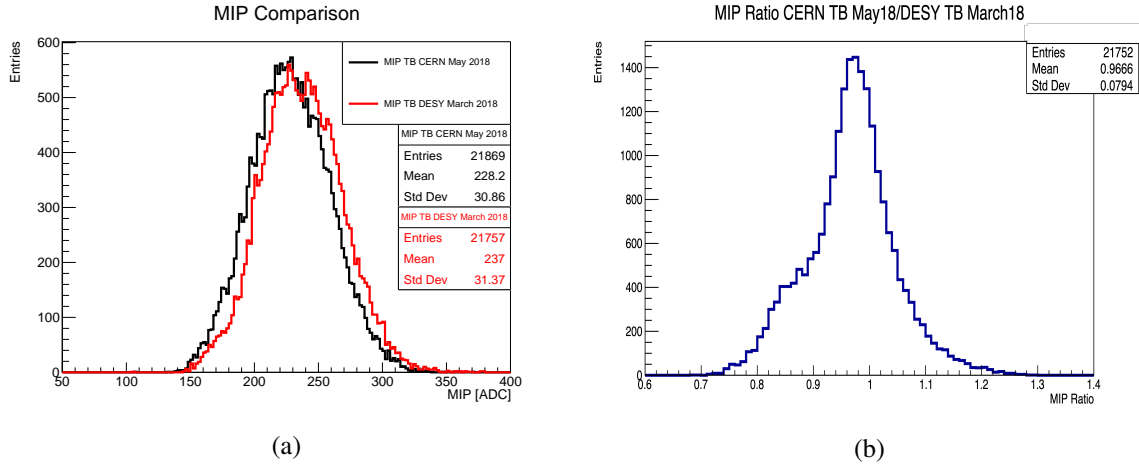 MIP Comparison
Entries
600
500
400
300
200
100
0
50
100
150
200
250
300
350
400
MIP [ADC]
MIP TB CERN May 2018
MIP TB DESY March 2018
MIP TB CERN May 2018
Entries 21869
Mean 228.2
Std Dev 30.86
MIP TB DESY March 2018
Entries 21757
Mean 237
Std Dev 31.37
(a)
MIP Ratio CERN TB May18/DESY TB March18
Entries
1400
1200
1000
800
600
400
200
0
0.6
0.7
0.8
0.9
1
1.1
1.2
1.3
1.4
MIP Ratio
Entries 21752
Mean 0.9666
Std Dev 0.0794
(b)